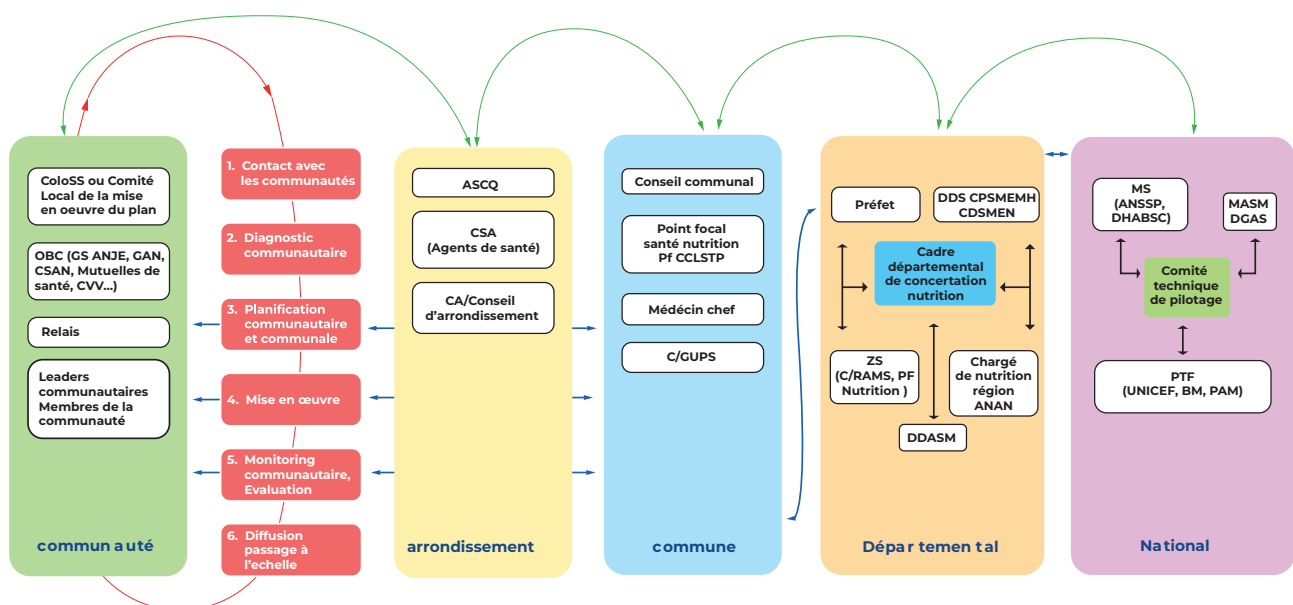 ColoSS ou Comité
Local de la mise
en oeuvre du plan
OBC (GS ANJE, GAN,
CSAN, Mutuelles de
santé, CVV...)
Relais
Leaders
communautaires
Membres de la
communauté
communauté
1. Contact avec
les communautés
2. Diagnostic
communautaire
3. Planification
communautaire
et communale
4. Mise en œuvre
5. Monitoring
communautaire,
Evaluation
6. Diffusion
passage à
l'echelle
ASCQ
CSA
(Agents de santé)
CA/Conseil
d'arrondissement
arrondissement
Conseil communal
Point focal
santé nutrition
Pf CCLSTP
Médécin chef
C/GUPS
commune
Préfet
DDS CPSMEMH
CDSMEN
Cadre
départemental
de concertation
nutrition
ZS
(C/RAMS, PF
Nutrition )
Chargé
de nutrition
région
ANAN
DDASM
Départemental
MS
(ANSSP,
DHABSC)
MASM
DGAS
Comité
technique
de pilotage
PTF
(UNICEF, BM, PAM)
National